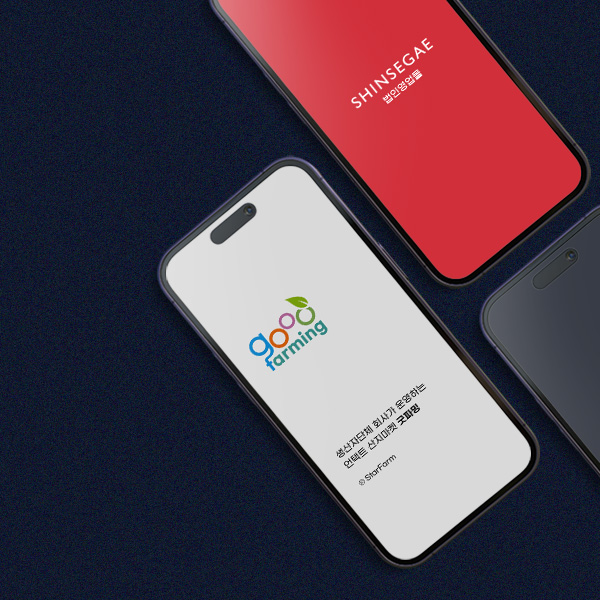 SHINSEGAE
법인영업몰
good
farming
생산자단체 회사가 운영하는
언택트 산지마켓 굿파밍
© StarFarm